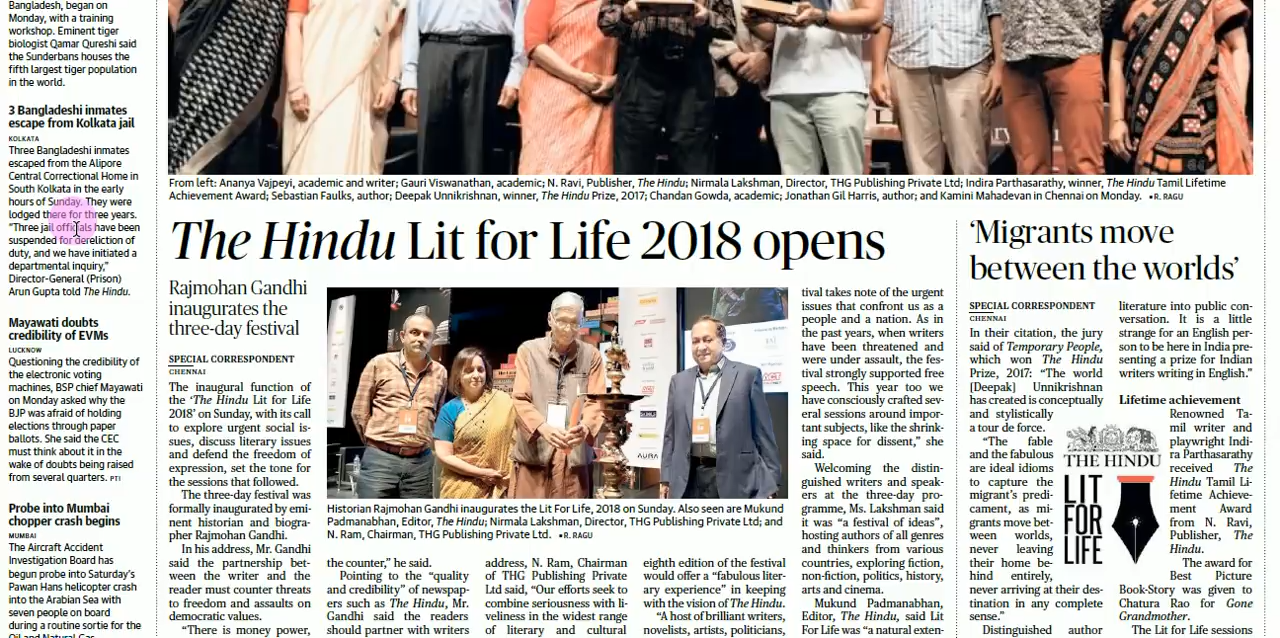 Bangladesh, began on
Monday, with a training
workshop. Eminent tiger
biologist Qamar Qureshi said
the Sunderbans houses the
fifth largest tiger population
in the world.
3 Bangladeshi inmates
escape from Kolkata jail
KOLKATA
Three Bangladeshi inmates
escaped from the Alipore
Central Correctional Home in
South Kolkata in the early
hours of Sunday. They were
lodged there for three years.
"Three jail officials have been
suspended for dereliction of
duty, and we have initiated a
departmental inquiry,"
Director-General (Prison)
Arun Gupta told The Hindu.
Mayawati doubts
credibility of EVMs
LUCKNOW
Questioning the credibility of
the electronic voting
machines, BSP chief Mayawati
on Monday asked why the
BJP was afraid of holding
elections through paper
ballots. She said the CEC
must think about it in the
wake of doubts being raised
from several quarters. PTI
Probe into Mumbai
chopper crash begins
MUMBAI
The Aircraft Accident
Investigation Board has
begun probe into Saturday's
Pawan Hans helicopter crash
into the Arabian Sea with
seven people on board
during a routine sortie for the
Oil and Natural Gas
From left: Ananya Vajpeyi, academic and writer; Gauri Viswanathan, academic; N. Ravi, Publisher, The Hindu; Nirmala Lakshman, Director, THG Publishing Private Ltd; Indira Parthasarathy, winner, The Hindu Tamil Lifetime
Achievement Award; Sebastian Faulks, author; Deepak Unnikrishnan, winner, The Hindu Prize, 2017; Chandan Gowda, academic; Jonathan Gil Harris, author; and Kamini Mahadevan in Chennai on Monday. ▪R. RAGU
The Hindu Lit for Life 2018 opens
Rajmohan Gandhi
inaugurates the
three-day festival
SPECIAL CORRESPONDENT
CHENNAI
The inaugural function of
the 'The Hindu Lit for Life
2018' on Sunday, with its call
to explore urgent social is-
sues, discuss literary issues
and defend the freedom of
expression, set the tone for
the sessions that followed.
The three-day festival was
formally inaugurated by emi-
nent historian and biogra-
pher Rajmohan Gandhi.
In his address, Mr. Gandhi
said the partnership bet-
ween the writer and the
reader must counter threats
to freedom and assaults on
democratic values.
"There is money power,
AURA
Historian Rajmohan Gandhi inaugurates the Lit For Life, 2018 on Sunday. Also seen are Mukund
Padmanabhan, Editor, The Hindu; Nirmala Lakshman, Director, THG Publishing Private Ltd; and
N. Ram, Chairman, THG Publishing Private Ltd. ▪R. RAGU
the counter," he said.
Pointing to the "quality
and credibility" of newspa-
pers such as The Hindu, Mr.
Gandhi said the readers
should partner with writers
address, N. Ram, Chairman
of THG Publishing Private
Ltd said, "Our efforts seek to
combine seriousness with li-
veliness in the widest range
of literary and cultural
eighth edition of the festival
would offer a "fabulous liter-
ary experience" in keeping
with the vision of The Hindu.
"A host of brilliant writers,
novelists, artists, politicians,
tival takes note of the urgent
issues that confront us as a
people and a nation. As in
the past years, when writers
have been threatened and
were under assault, the fes-
tival strongly supported free
speech. This year too we
have consciously crafted sev-
eral sessions around impor-
tant subjects, like the shrink-
ing space for dissent," she
said.
Welcoming the distin-
guished writers and speak-
ers at the three-day pro-
gramme, Ms. Lakshman said
it was "a festival of ideas",
hosting authors of all genres
and thinkers from various
countries, exploring fiction,
non-fiction, politics, history,
arts and cinema.
Mukund Padmanabhan,
Editor, The Hindu, said Lit
For Life was "a natural exten-
'Migrants move
between the worlds'
SPECIAL CORRESPONDENT
CHENNAI
In their citation, the jury
said of Temporary People,
which won The Hindu
Prize, 2017: "The world
[Deepak] Unnikrishnan
has created is conceptually
and stylistically
a tour de force.
"The fable
and the fabulous
are ideal idioms
to capture the
migrant's predi-
cament, as mi-
grants move bet-
ween worlds,
never leaving
their home be-
hind entirely,
never arriving at their des-
tination in any complete
sense."
Distinguished author
THE HINDU
LIT
FOR
LIFE
literature into public con-
versation. It is a little
strange for an English per-
son to be here in India pre-
senting a prize for Indian
writers writing in English."
Lifetime achievement
Renowned Ta-
mil writer and
playwright Indi-
ra Parthasarathy
received The
Hindu Tamil Li-
fetime Achieve-
ment Award
from N. Ravi,
Publisher, The
Hindu.
The award for
Best Picture
Book-Story was given to
Chatura Rao for Gone
Grandmother.
The Lit for Life sessions